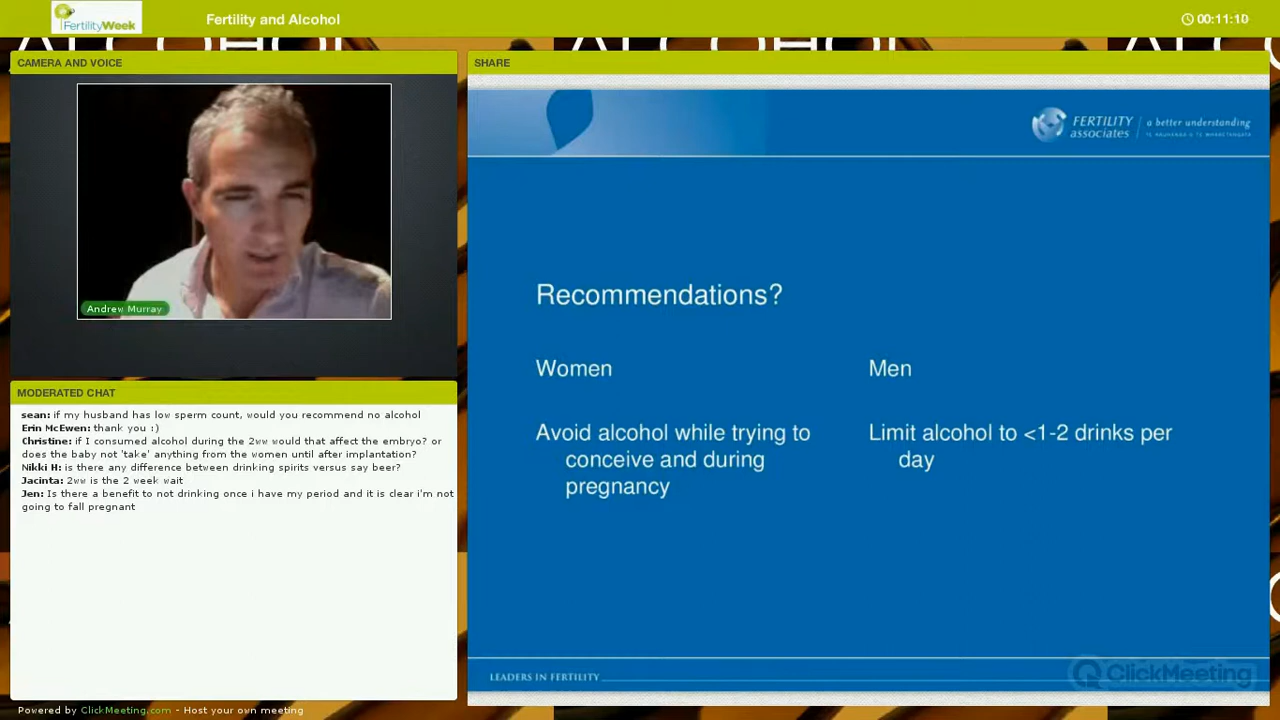 FertilityWeek
Fertility and Alcohol
00:11:10
ALCOHOL
ALCOHOL
ALCO
CAMERA AND VOICE
SHARE
Andrew Murray
FERTILITY
associates
a better understanding
Recommendations?
Women
Men
Avoid alcohol while trying to
conceive and during
pregnancy
Limit alcohol to <1-2 drinks per
day
LEADERS IN FERTILITY
ClickMeeting
MODERATED CHAT
sean: if my husband has low sperm count, would you recommend no alcohol
Erin McEwen: thank you :)
Christine: if I consumed alcohol during the 2ww would that affect the embryo? or
does the baby not 'take' anything from the women until after implantation?
Nikki H: is there any difference between drinking spirits versus say beer?
Jacinta: 2ww is the 2 week wait
Jen: Is there a benefit to not drinking once i have my period and it is clear i'm not
going to fall pregnant
Powered by ClickMeeting.com - Host your own meeting